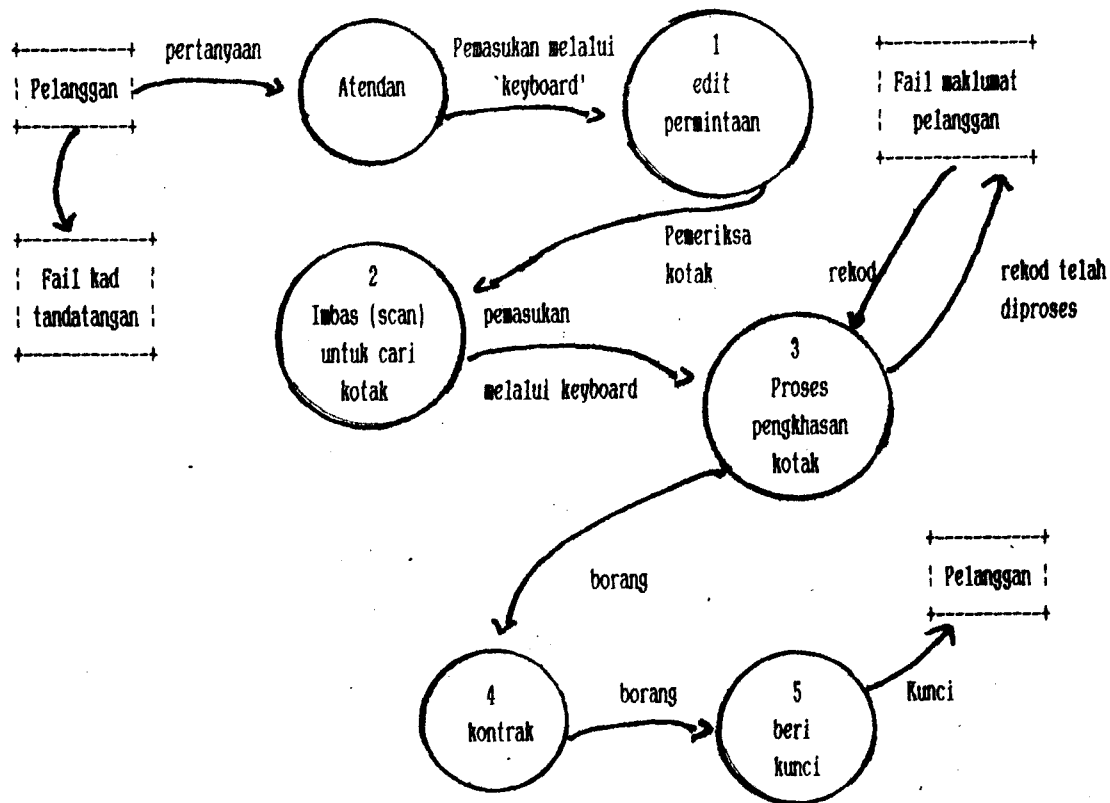 pertanyaan
Pelanggan
Atendan
Pemasukan melalui
`keyboard'
1
edit
permintaan
Fail maklumat
pelanggan
Fail kad
tandatangan
2
Imbas (scan)
untuk cari
kotak
Pemeriksa
kotak
pemasukan
melalui keyboard
rekod
rekod telah
diproses
3
Proses
pengkhasan
kotak
borang
4
kontrak
borang
5
beri
kunci
Kunci
Pelanggan